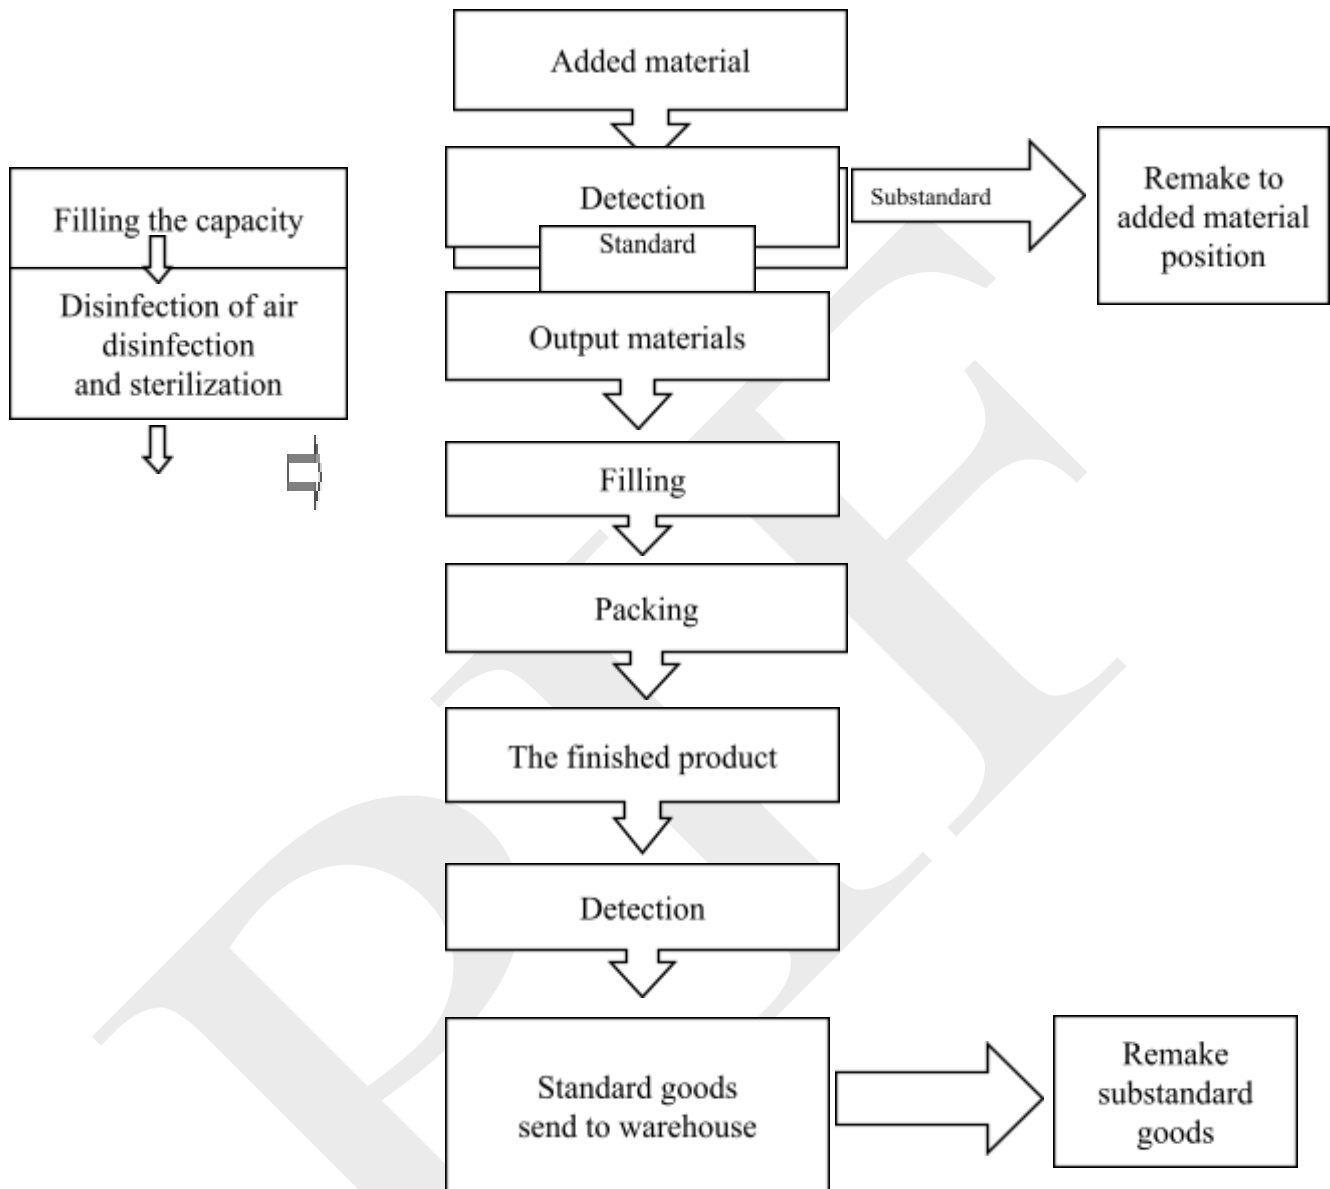 Added material
Detection
Substandard
Remake to
added material
position
Standard
Filling the capacity
Disinfection of air
disinfection
and sterilization
Output materials
Filling
Packing
The finished product
Detection
Standard goods
send to warehouse
Remake
substandard
goods